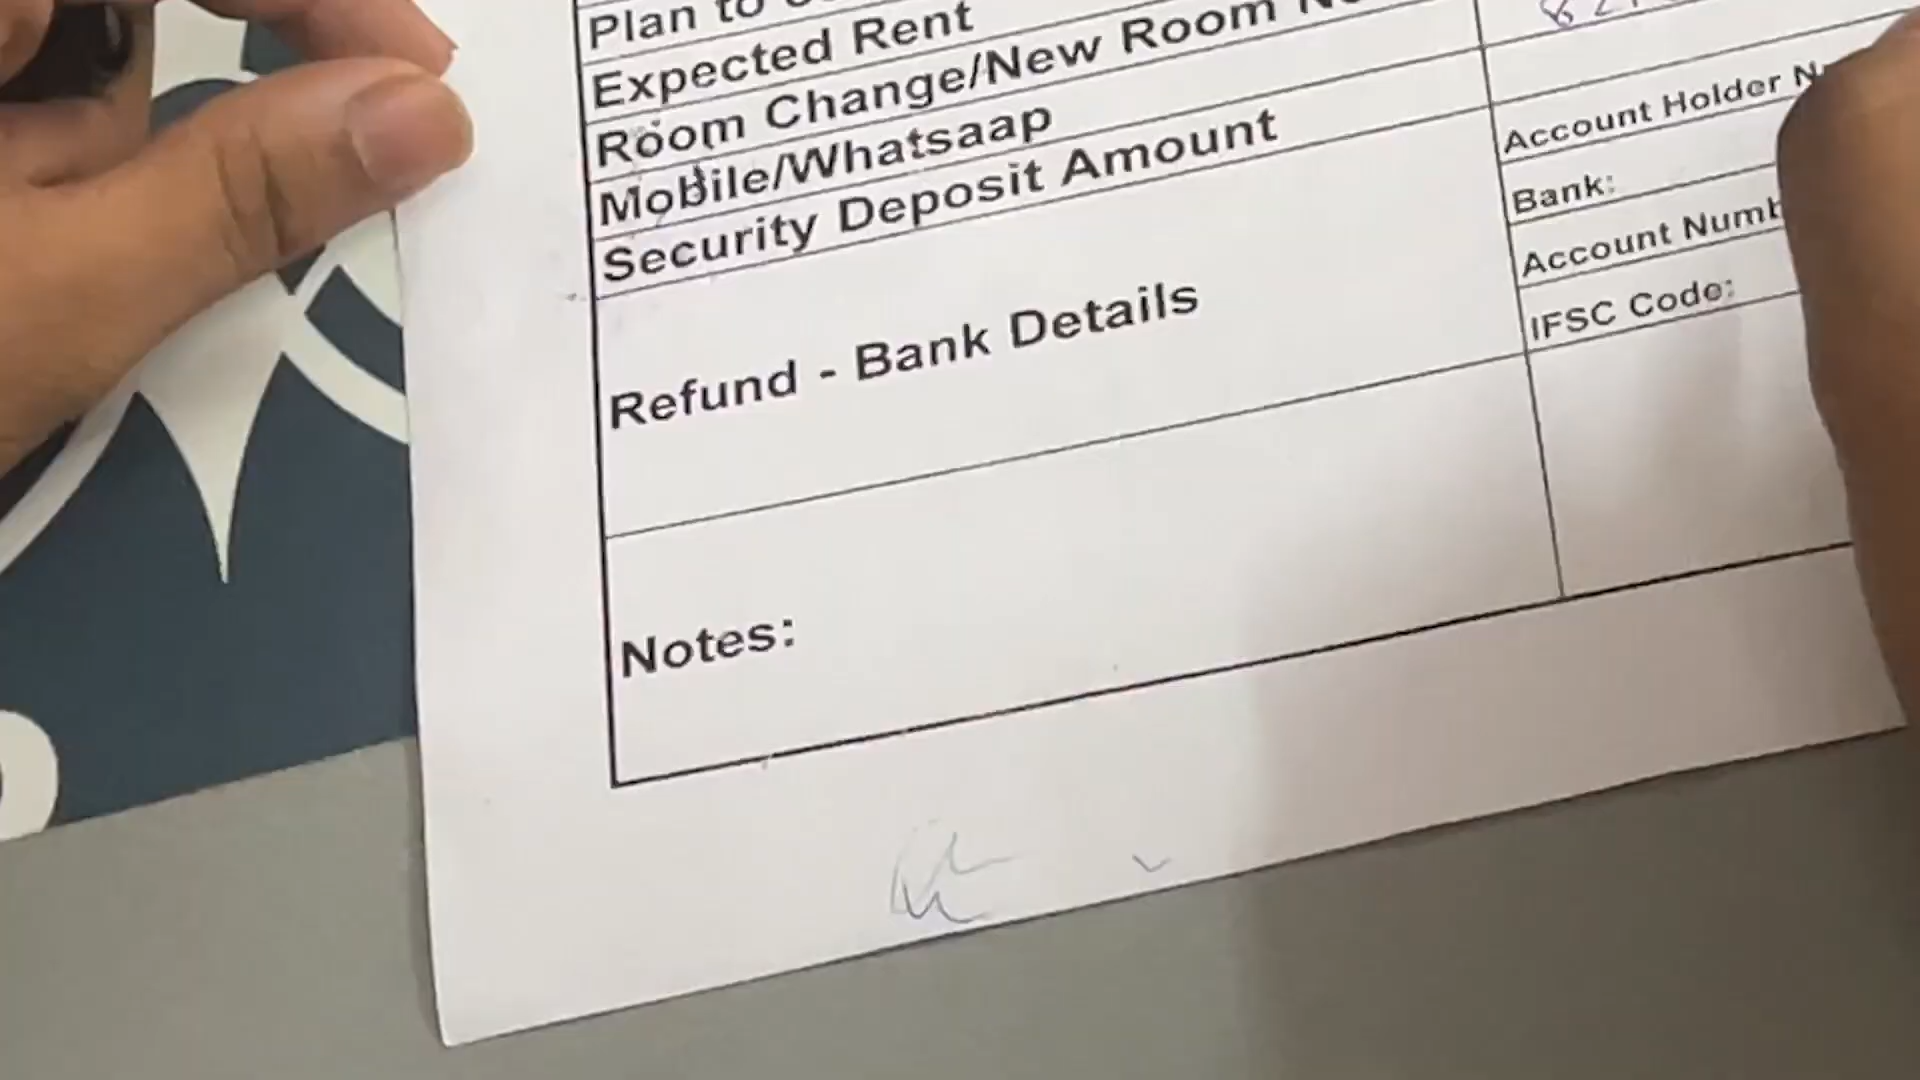 Plan to
Expected Rent
Room Change/New Room
Mobile/Whatsaap
Security Deposit Amount
Refund - Bank Details
Account Holder
Bank:
Account
IFSC Code:
Notes: